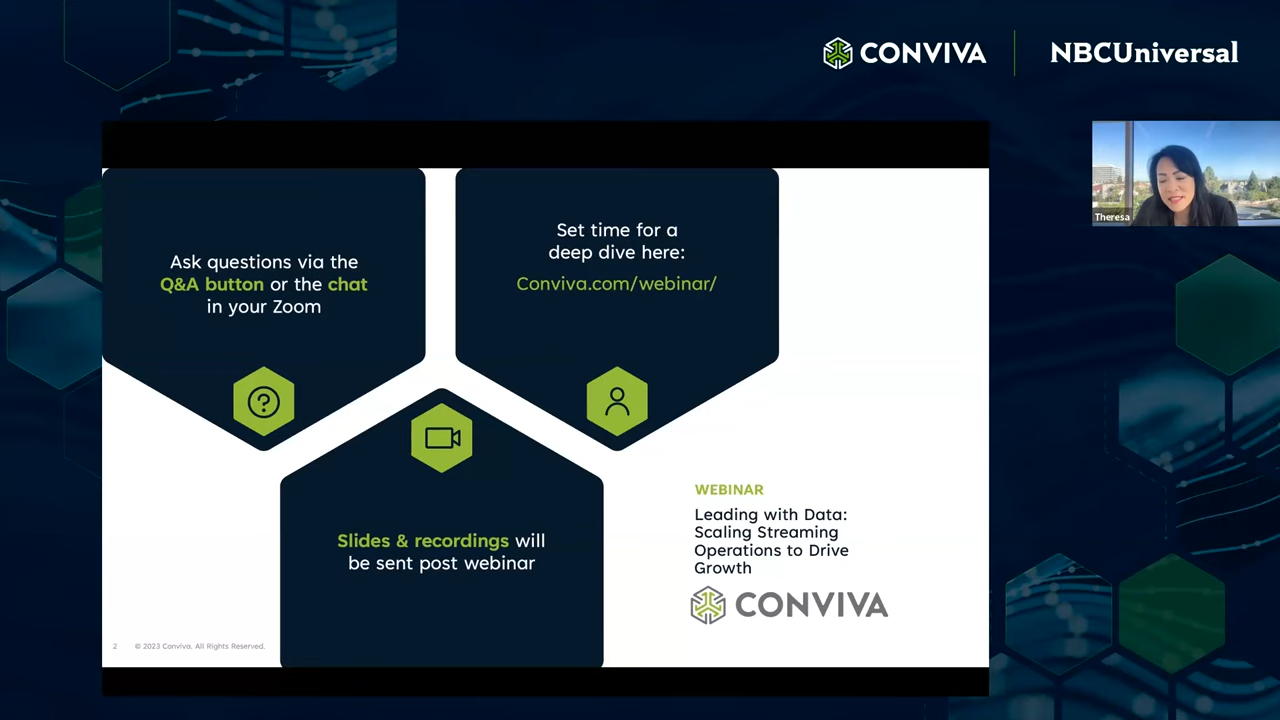 CONVIVA
NBCUniversal
Theresa
Ask questions via the
Q&A button or the chat
in your Zoom
Set time for a
deep dive here:
Conviva.com/webinar/
Slides & recordings will
be sent post webinar
WEBINAR
Leading with Data:
Scaling Streaming
Operations to Drive
Growth
CONVIVA
2 © 2023 Conviva. All Rights Reserved.